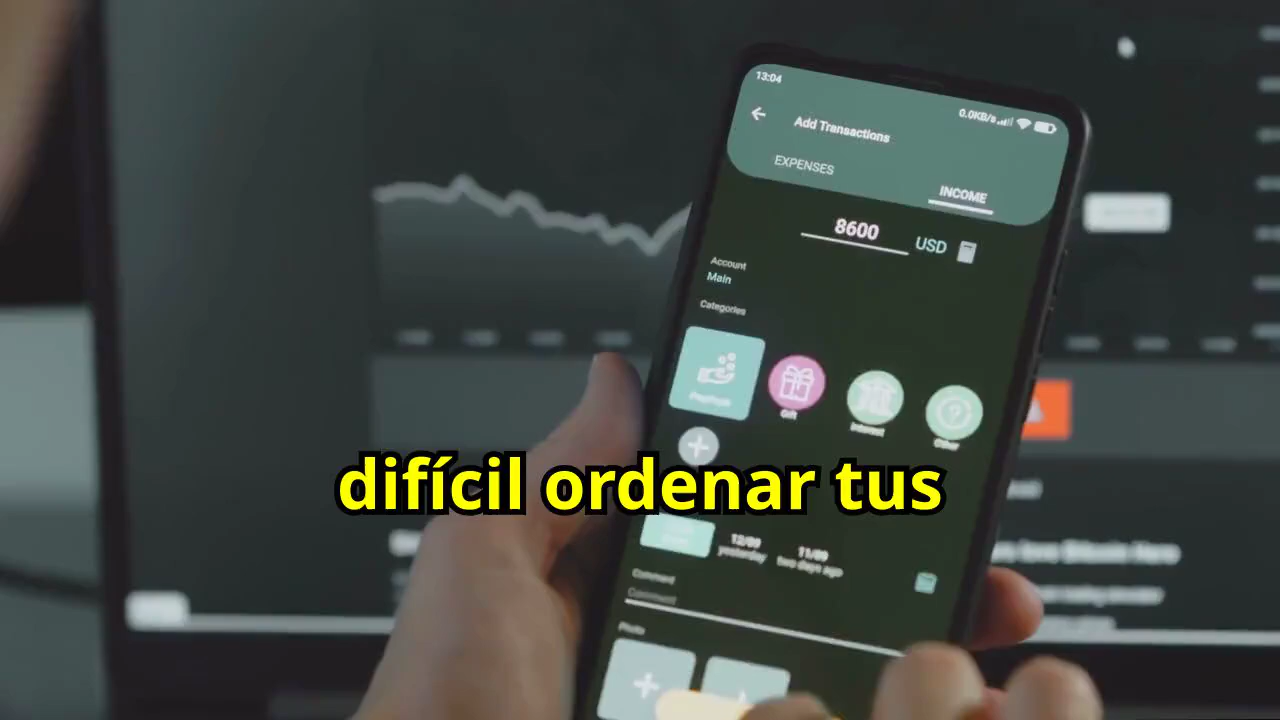 13:04
0.0KB/s
Add Transactions
EXPENSES
INCOME
8600 USD
Account
Main
Categories
Gift
Interest
Other
difícil ordenar tus
12/09
11/09
yesterday
two days ago
Comment
Comment
Photo